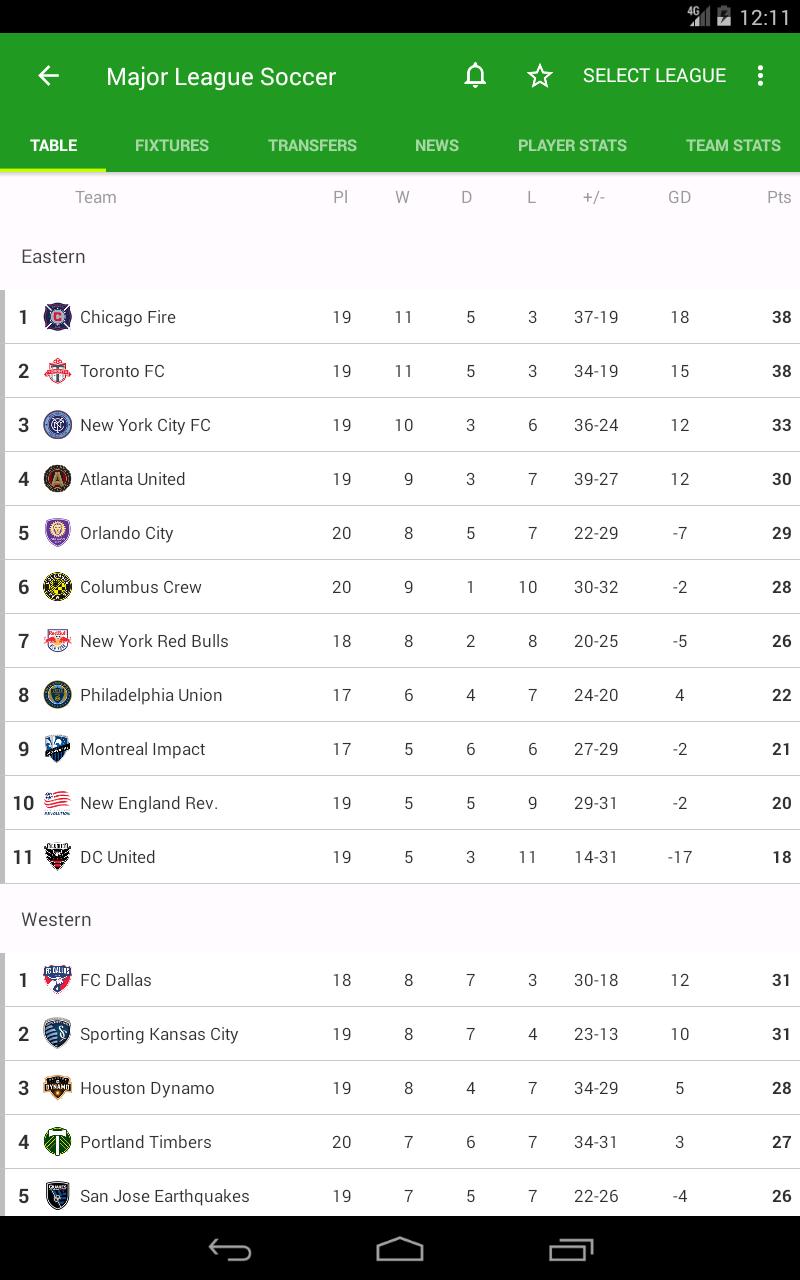 4G 12:11
Major League Soccer SELECT LEAGUE
TABLE FIXTURES TRANSFERS NEWS PLAYER STATS TEAM STATS
Team Pl W D L +/- GD Pts
Eastern
1 Chicago Fire 19 11 5 3 37-19 18 38
2 Toronto FC 19 11 5 3 34-19 15 38
3 New York City FC 19 10 3 6 36-24 12 33
4 Atlanta United 19 9 3 7 39-27 12 30
5 Orlando City 20 8 5 7 22-29 -7 29
6 Columbus Crew 20 9 1 10 30-32 -2 28
7 New York Red Bulls 18 8 2 8 20-25 -5 26
8 Philadelphia Union 17 6 4 7 24-20 4 22
9 Montreal Impact 17 5 6 6 27-29 -2 21
10 New England Rev. 19 5 5 9 29-31 -2 20
11 DC United 19 5 3 11 14-31 -17 18
Western
1 FC Dallas 18 8 7 3 30-18 12 31
2 Sporting Kansas City 19 8 7 4 23-13 10 31
3 Houston Dynamo 19 8 4 7 34-29 5 28
4 Portland Timbers 20 7 6 7 34-31 3 27
5 San Jose Earthquakes 19 7 5 7 22-26 -4 26